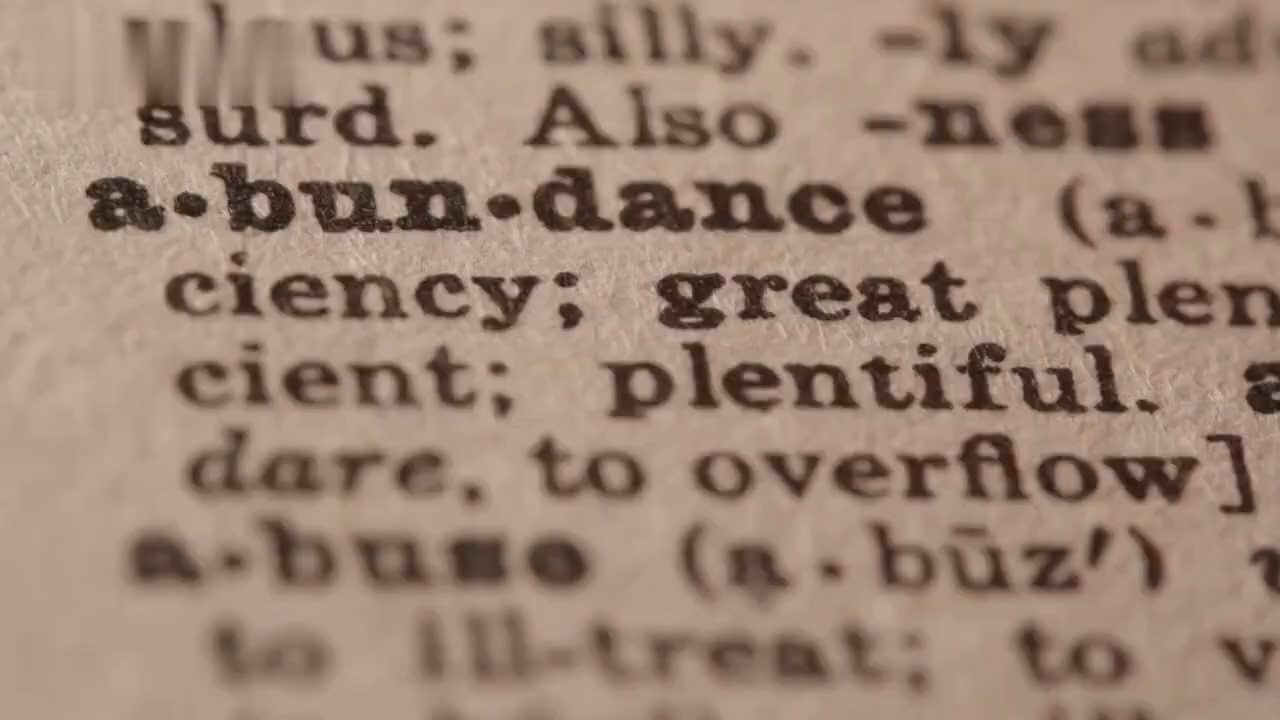 us; silly. -ly ad
surd. Also -ness
a·bun·dance (a·b
ciency; great plen
cient; plentiful. a
dare, to overflow]
a·buse (a·būz′) v
to ill-treat; to v